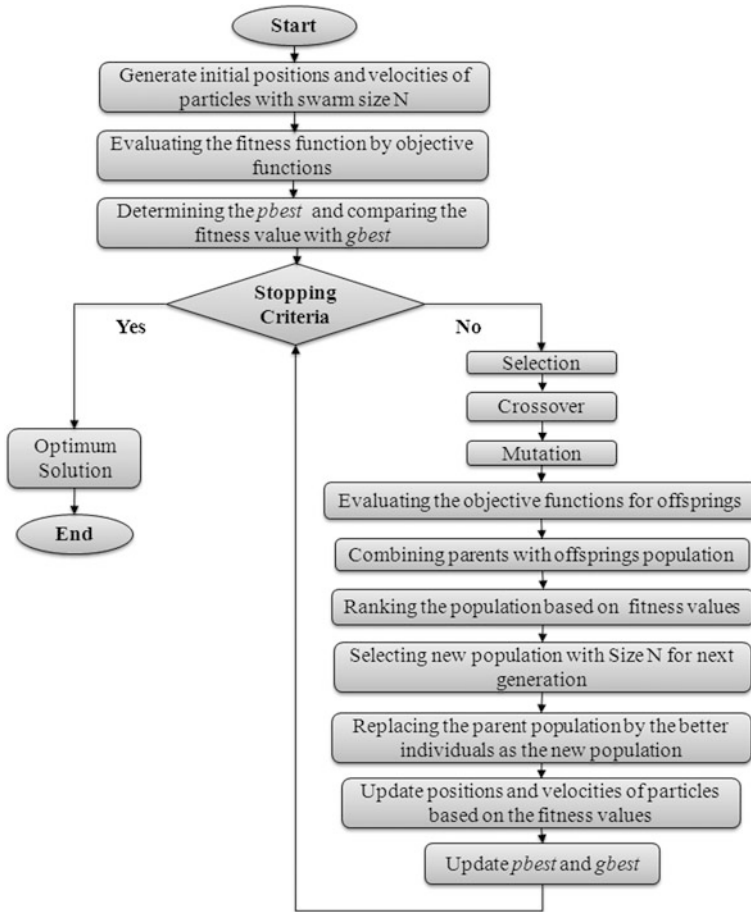 Start
Generate initial positions and velocities of
particles with swarm size N
Evaluating the fitness function by objective
functions
Determining the pbest and comparing the
fitness value with gbest
Stopping
Criteria
Yes
No
Optimum
Solution
End
Selection
Crossover
Mutation
Evaluating the objective functions for offsprings
Combining parents with offsprings population
Ranking the population based on fitness values
Selecting new population with Size N for next
generation
Replacing the parent population by the better
individuals as the new population
Update positions and velocities of particles
based on the fitness values
Update pbest and gbest